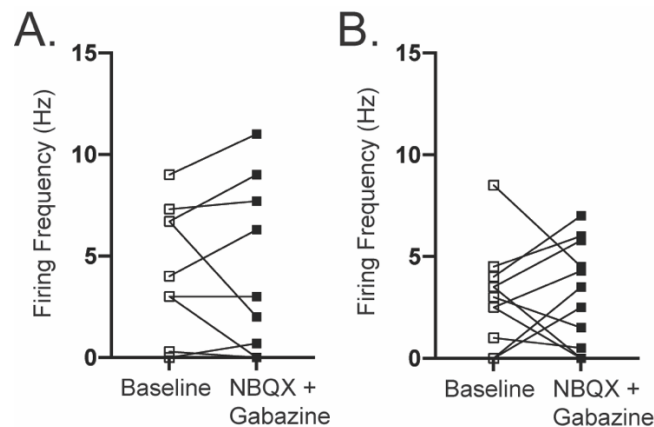 A.
15
10
5
0
Firing Frequency (Hz)
Baseline
NBQX +
Gabazine
B.
15
10
5
0
Firing Frequency (Hz)
Baseline
NBQX +
Gabazine